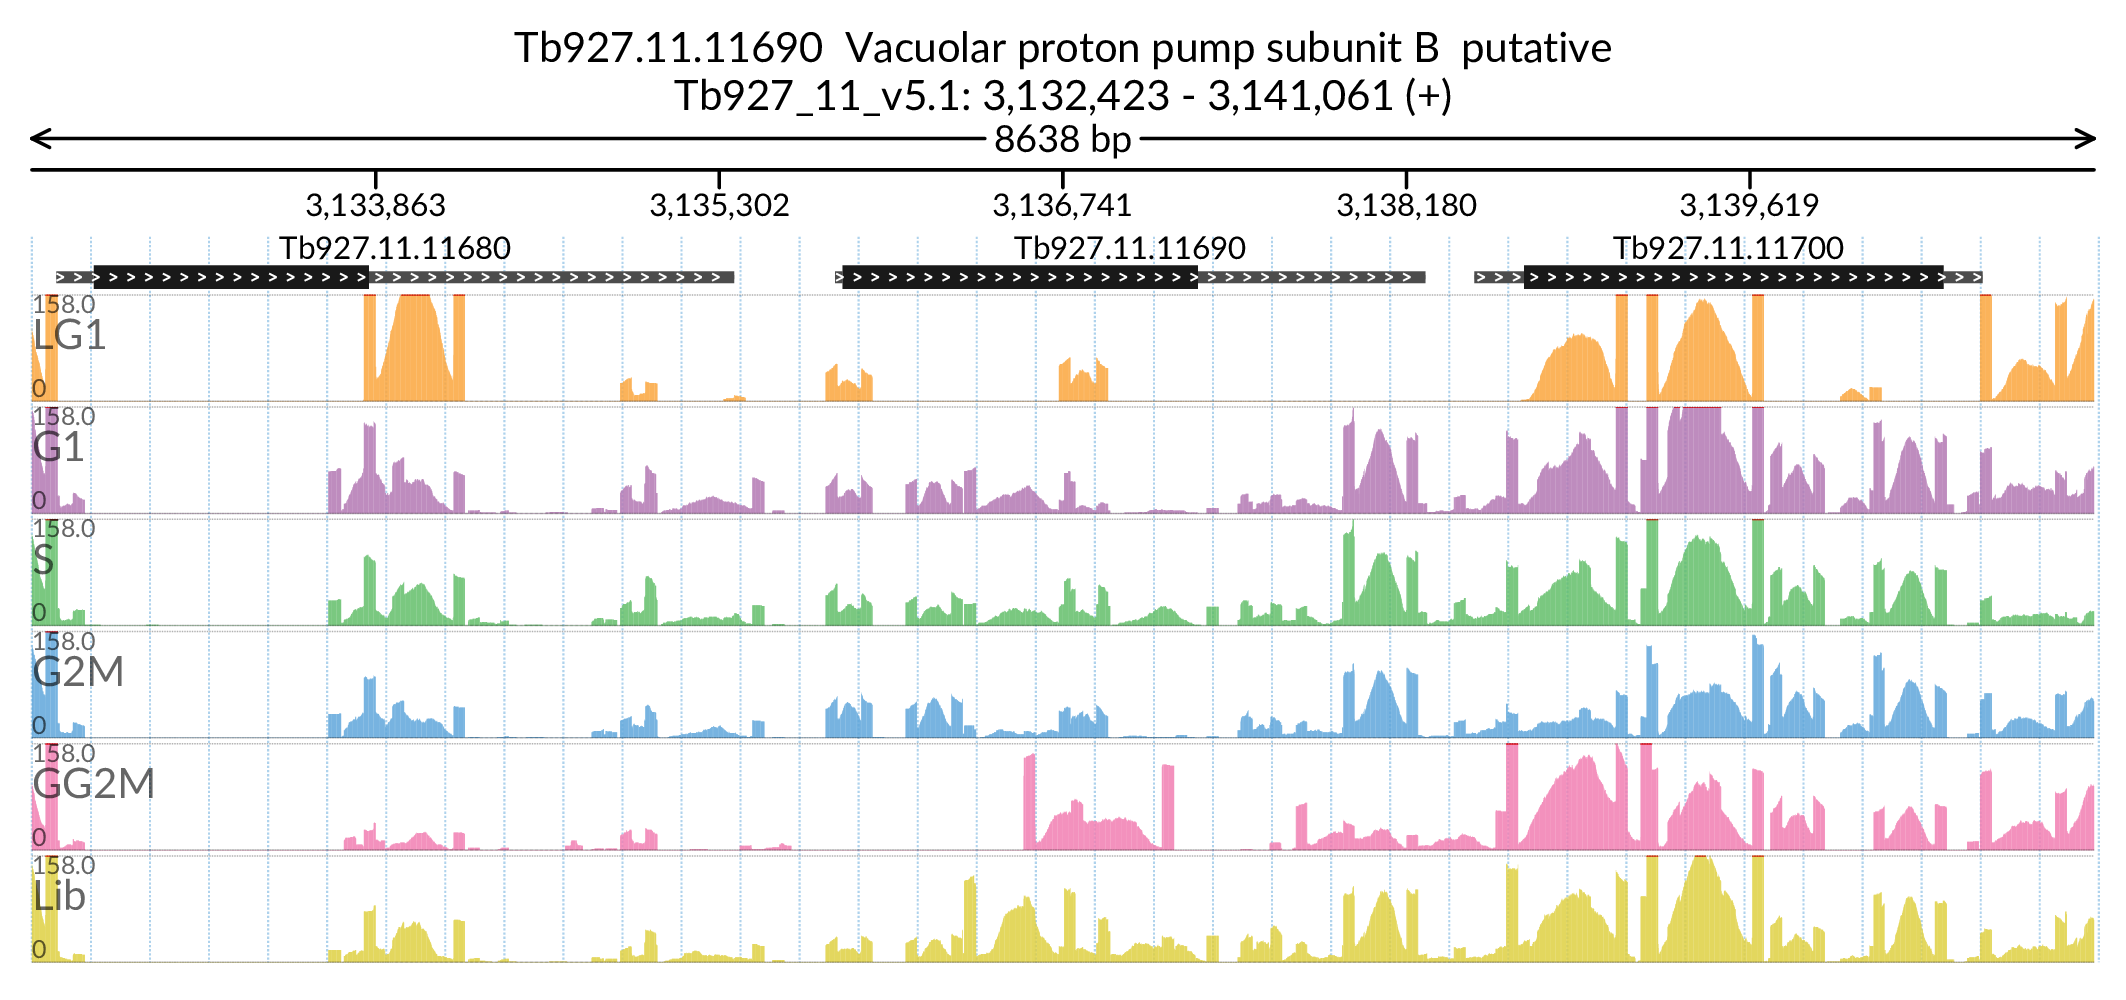 Tb927.11.11690  Vacuolar proton pump subunit B  putative
Tb927_11_v5.1: 3,132,423 - 3,141,061 (+)
8638 bp
3,133,863 3,135,302 3,136,741 3,138,180 3,139,619
Tb927.11.11680 Tb927.11.11690 Tb927.11.11700
158.0
LG1
0
158.0
G1
0
158.0
S
0
158.0
G2M
0
158.0
GG2M
0
158.0
Lib
0